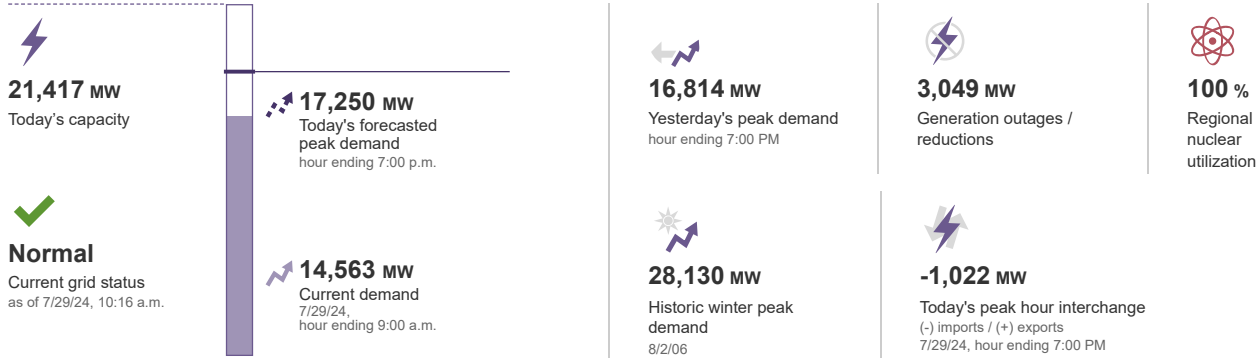 21,417 MW
Today's capacity
Normal
Current grid status
as of 7/29/24, 10:16 a.m.
17,250 MW
Today's forecasted
peak demand
hour ending 7:00 p.m.
14,563 MW
Current demand
7/29/24,
hour ending 9:00 a.m.
16,814 MW
Yesterday's peak demand
hour ending 7:00 PM
3,049 MW
Generation outages /
reductions
100 %
Regional
nuclear
utilization
28,130 MW
Historic winter peak
demand
8/2/06
-1,022 MW
Today's peak hour interchange
(-) imports / (+) exports
7/29/24, hour ending 7:00 PM